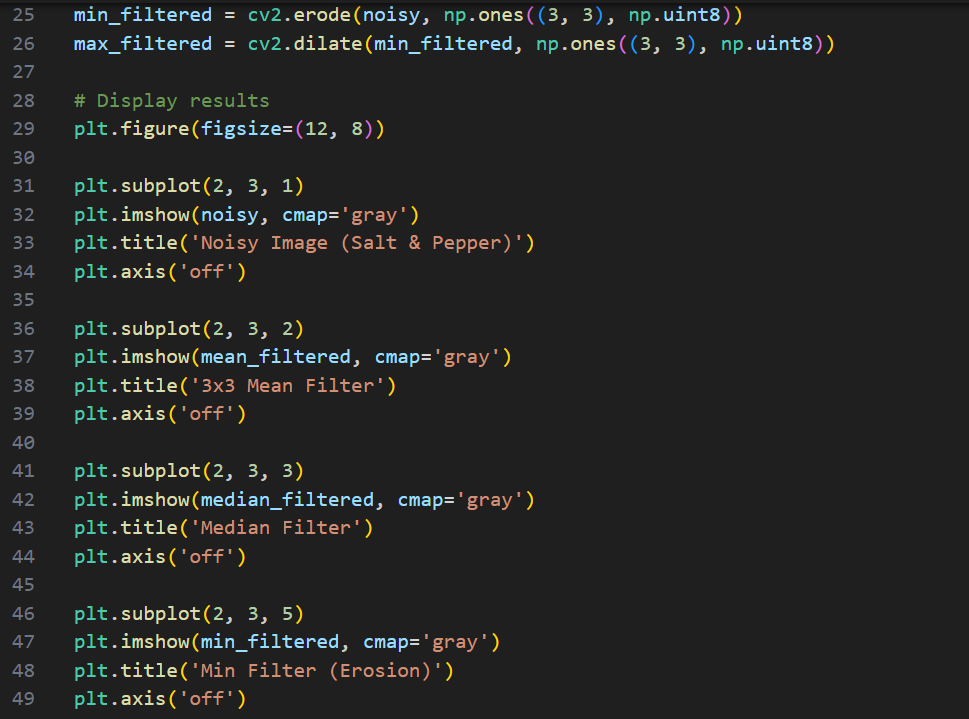 25 min_filtered = cv2.erode(noisy, np.ones((3, 3), np.uint8))
26 max_filtered = cv2.dilate(min_filtered, np.ones((3, 3), np.uint8))
27
28 # Display results
29 plt.figure(figsize=(12, 8))
30
31 plt.subplot(2, 3, 1)
32 plt.imshow(noisy, cmap='gray')
33 plt.title('Noisy Image (Salt & Pepper)')
34 plt.axis('off')
35
36 plt.subplot(2, 3, 2)
37 plt.imshow(mean_filtered, cmap='gray')
38 plt.title('3x3 Mean Filter')
39 plt.axis('off')
40
41 plt.subplot(2, 3, 3)
42 plt.imshow(median_filtered, cmap='gray')
43 plt.title('Median Filter')
44 plt.axis('off')
45
46 plt.subplot(2, 3, 5)
47 plt.imshow(min_filtered, cmap='gray')
48 plt.title('Min Filter (Erosion)')
49 plt.axis('off')